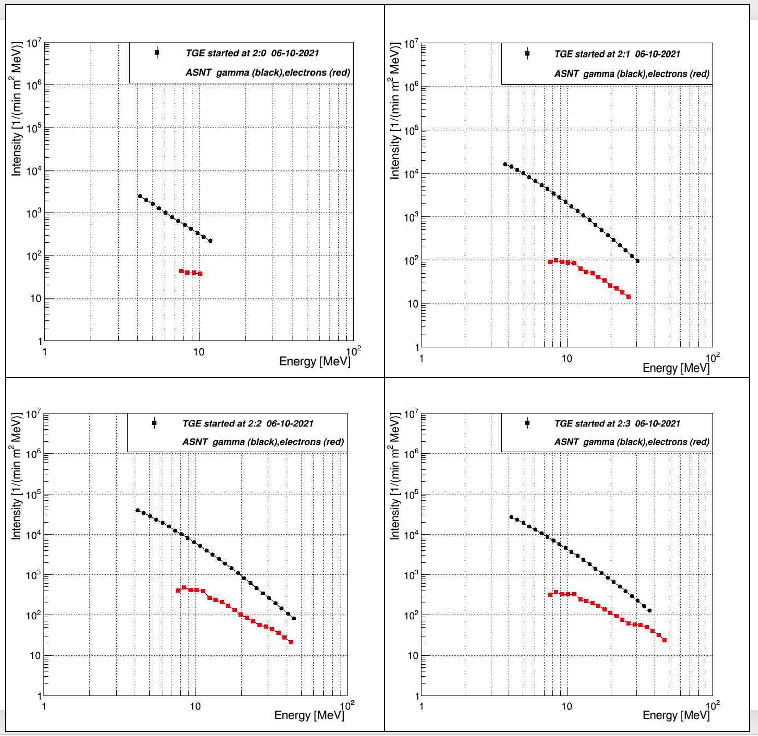 TGE started at 2:0 06-10-2021
ASNT gamma (black),electrons (red)
Intensity [1/(min m² MeV)]
10⁷
10⁶
10⁵
10⁴
10³
10²
10
1
1 10 10²
Energy [MeV]
TGE started at 2:1 06-10-2021
ASNT gamma (black),electrons (red)
Intensity [1/(min m² MeV)]
10⁷
10⁶
10⁵
10⁴
10³
10²
10
1
1 10 10²
Energy [MeV]
TGE started at 2:2 06-10-2021
ASNT gamma (black),electrons (red)
Intensity [1/(min m² MeV)]
10⁷
10⁶
10⁵
10⁴
10³
10²
10
1
1 10 10²
Energy [MeV]
TGE started at 2:3 06-10-2021
ASNT gamma (black),electrons (red)
Intensity [1/(min m² MeV)]
10⁷
10⁶
10⁵
10⁴
10³
10²
10
1
1 10 10²
Energy [MeV]